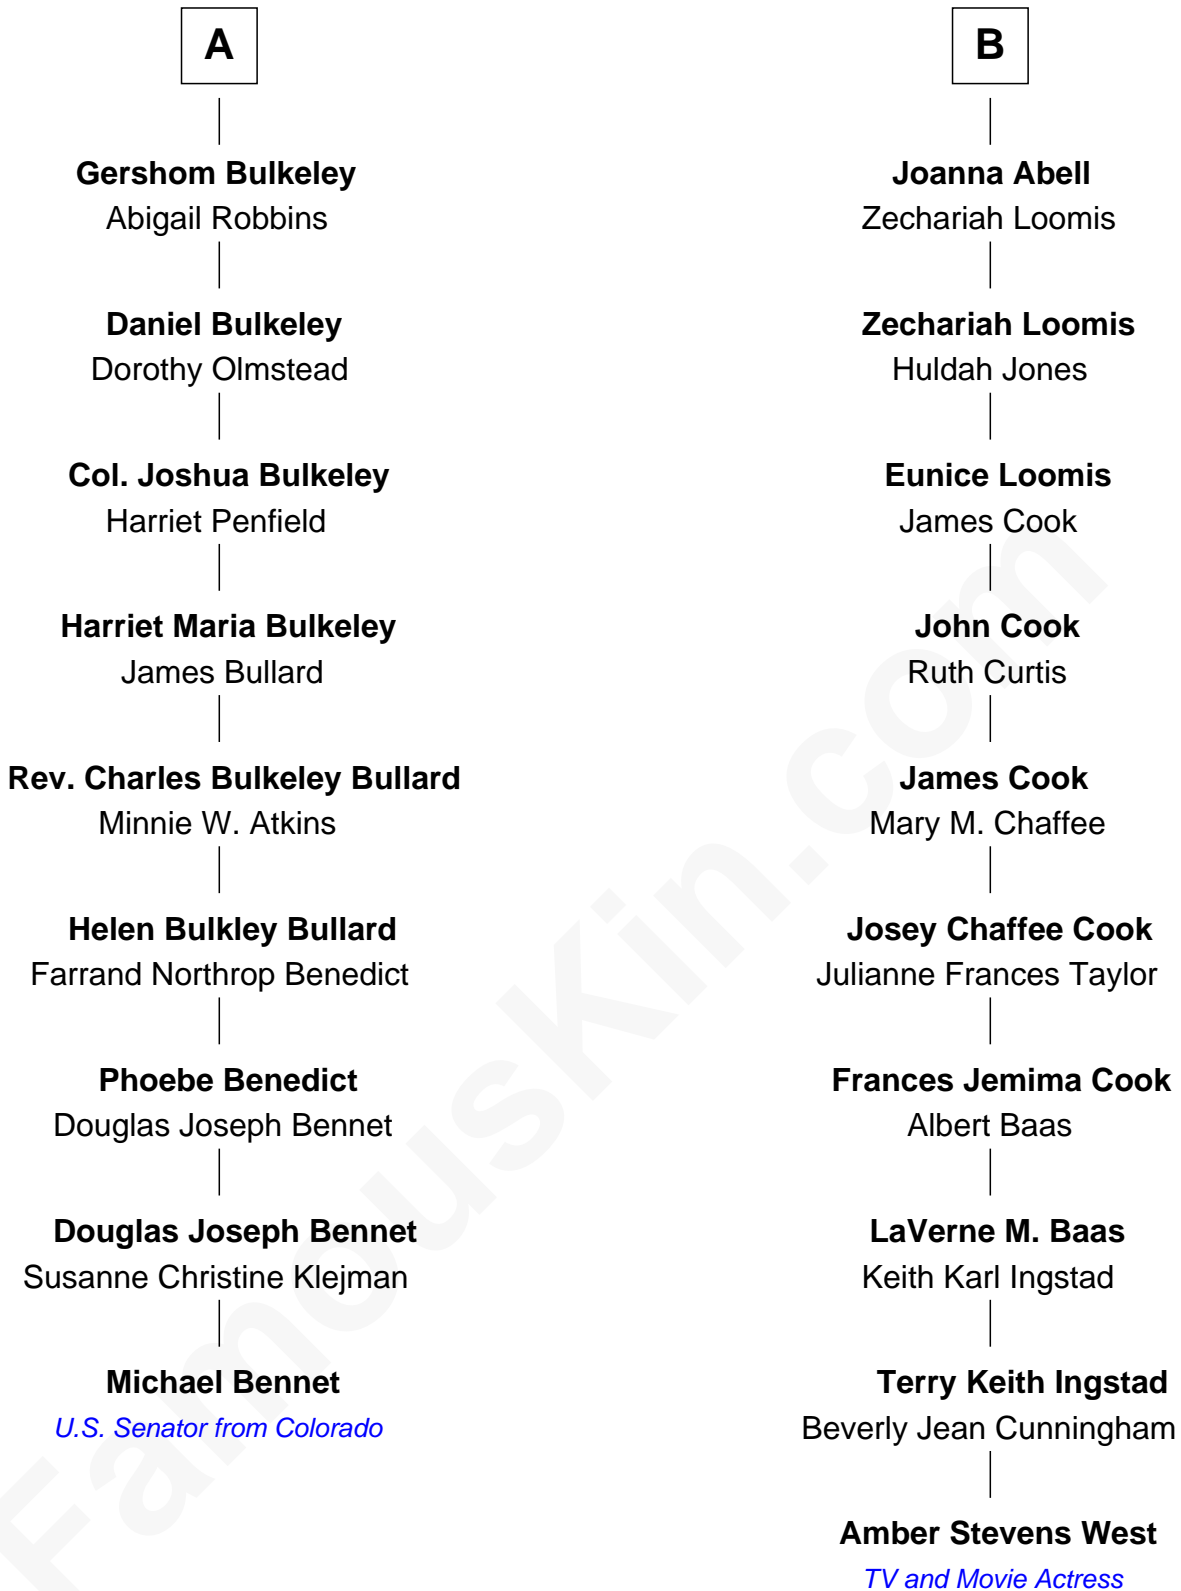 A
Gershom Bulkeley
Abigail Robbins
Daniel Bulkeley
Dorothy Olmstead
Col. Joshua Bulkeley
Harriet Penfield
Harriet Maria Bulkeley
James Bullard
Rev. Charles Bulkeley Bullard
Minnie W. Atkins
Helen Bulkley Bullard
Farrand Northrop Benedict
Phoebe Benedict
Douglas Joseph Bennet
Douglas Joseph Bennet
Susanne Christine Klejman
Michael Bennet
U.S. Senator from Colorado
B
Joanna Abell
Zechariah Loomis
Zechariah Loomis
Huldah Jones
Eunice Loomis
James Cook
John Cook
Ruth Curtis
James Cook
Mary M. Chaffee
Josey Chaffee Cook
Julianne Frances Taylor
Frances Jemima Cook
Albert Baas
LaVerne M. Baas
Keith Karl Ingstad
Terry Keith Ingstad
Beverly Jean Cunningham
Amber Stevens West
TV and Movie Actress
FamousKin.com